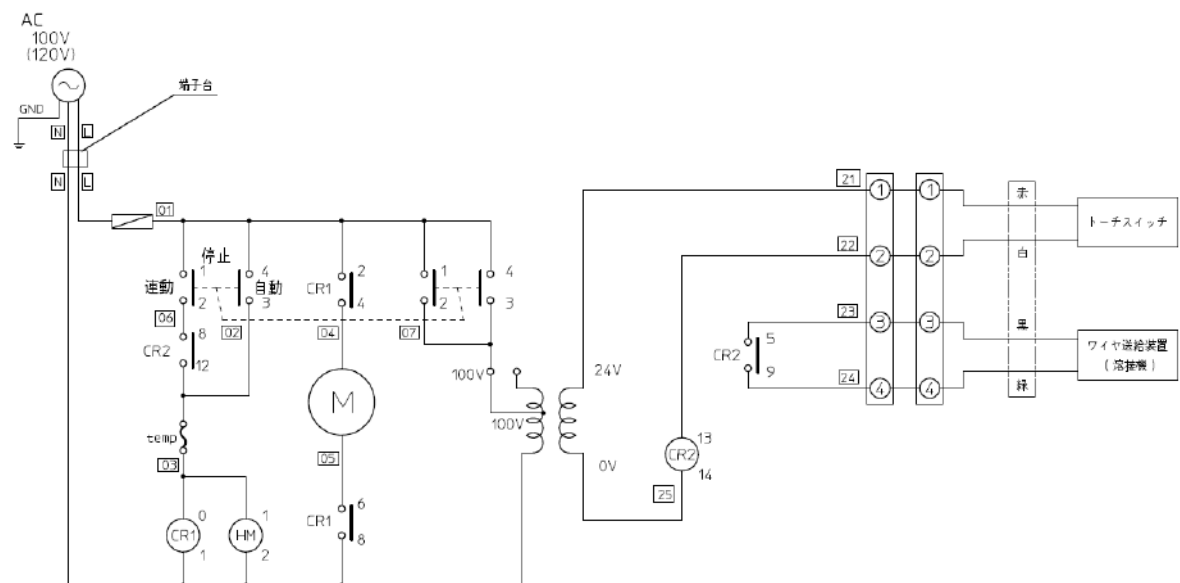 AC
100V
(120V)
端子台
GND
N L
N L
01
21 1 1 赤
トーチスイッチ
22 2 2 白
停止
連動 1 4 自動
2 3
CR1 2
4
1 4
2 3
06 02 04 07
CR2 8
12
23 3 3 黒
CR2 5
9
ワイヤ送給装置
(溶接機)
24 4 4 緑
100V
24V
M
100V
temp
03
05
0V
CR2 13
14
25
CR1 0
1
HM 1
2
CR1 6
8